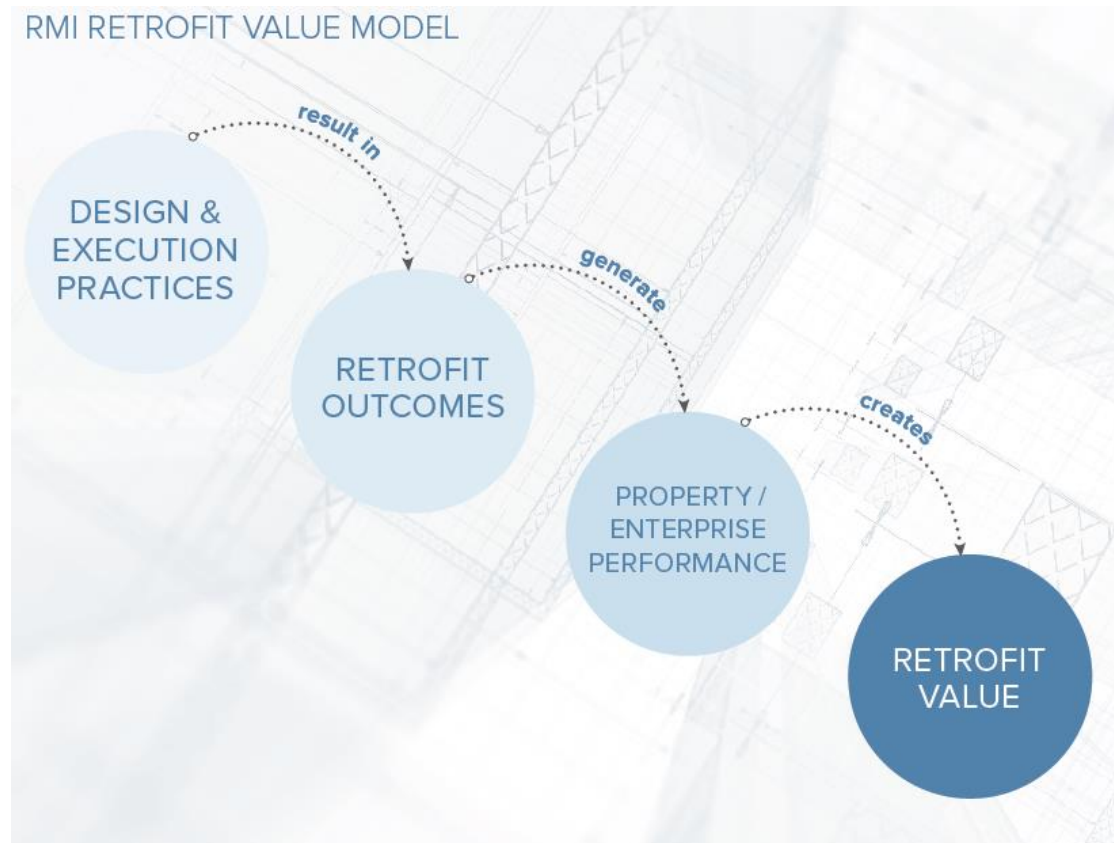 RMI RETROFIT VALUE MODEL
DESIGN &
EXECUTION
PRACTICES
result in
RETROFIT
OUTCOMES
generate
PROPERTY /
ENTERPRISE
PERFORMANCE
creates
RETROFIT
VALUE